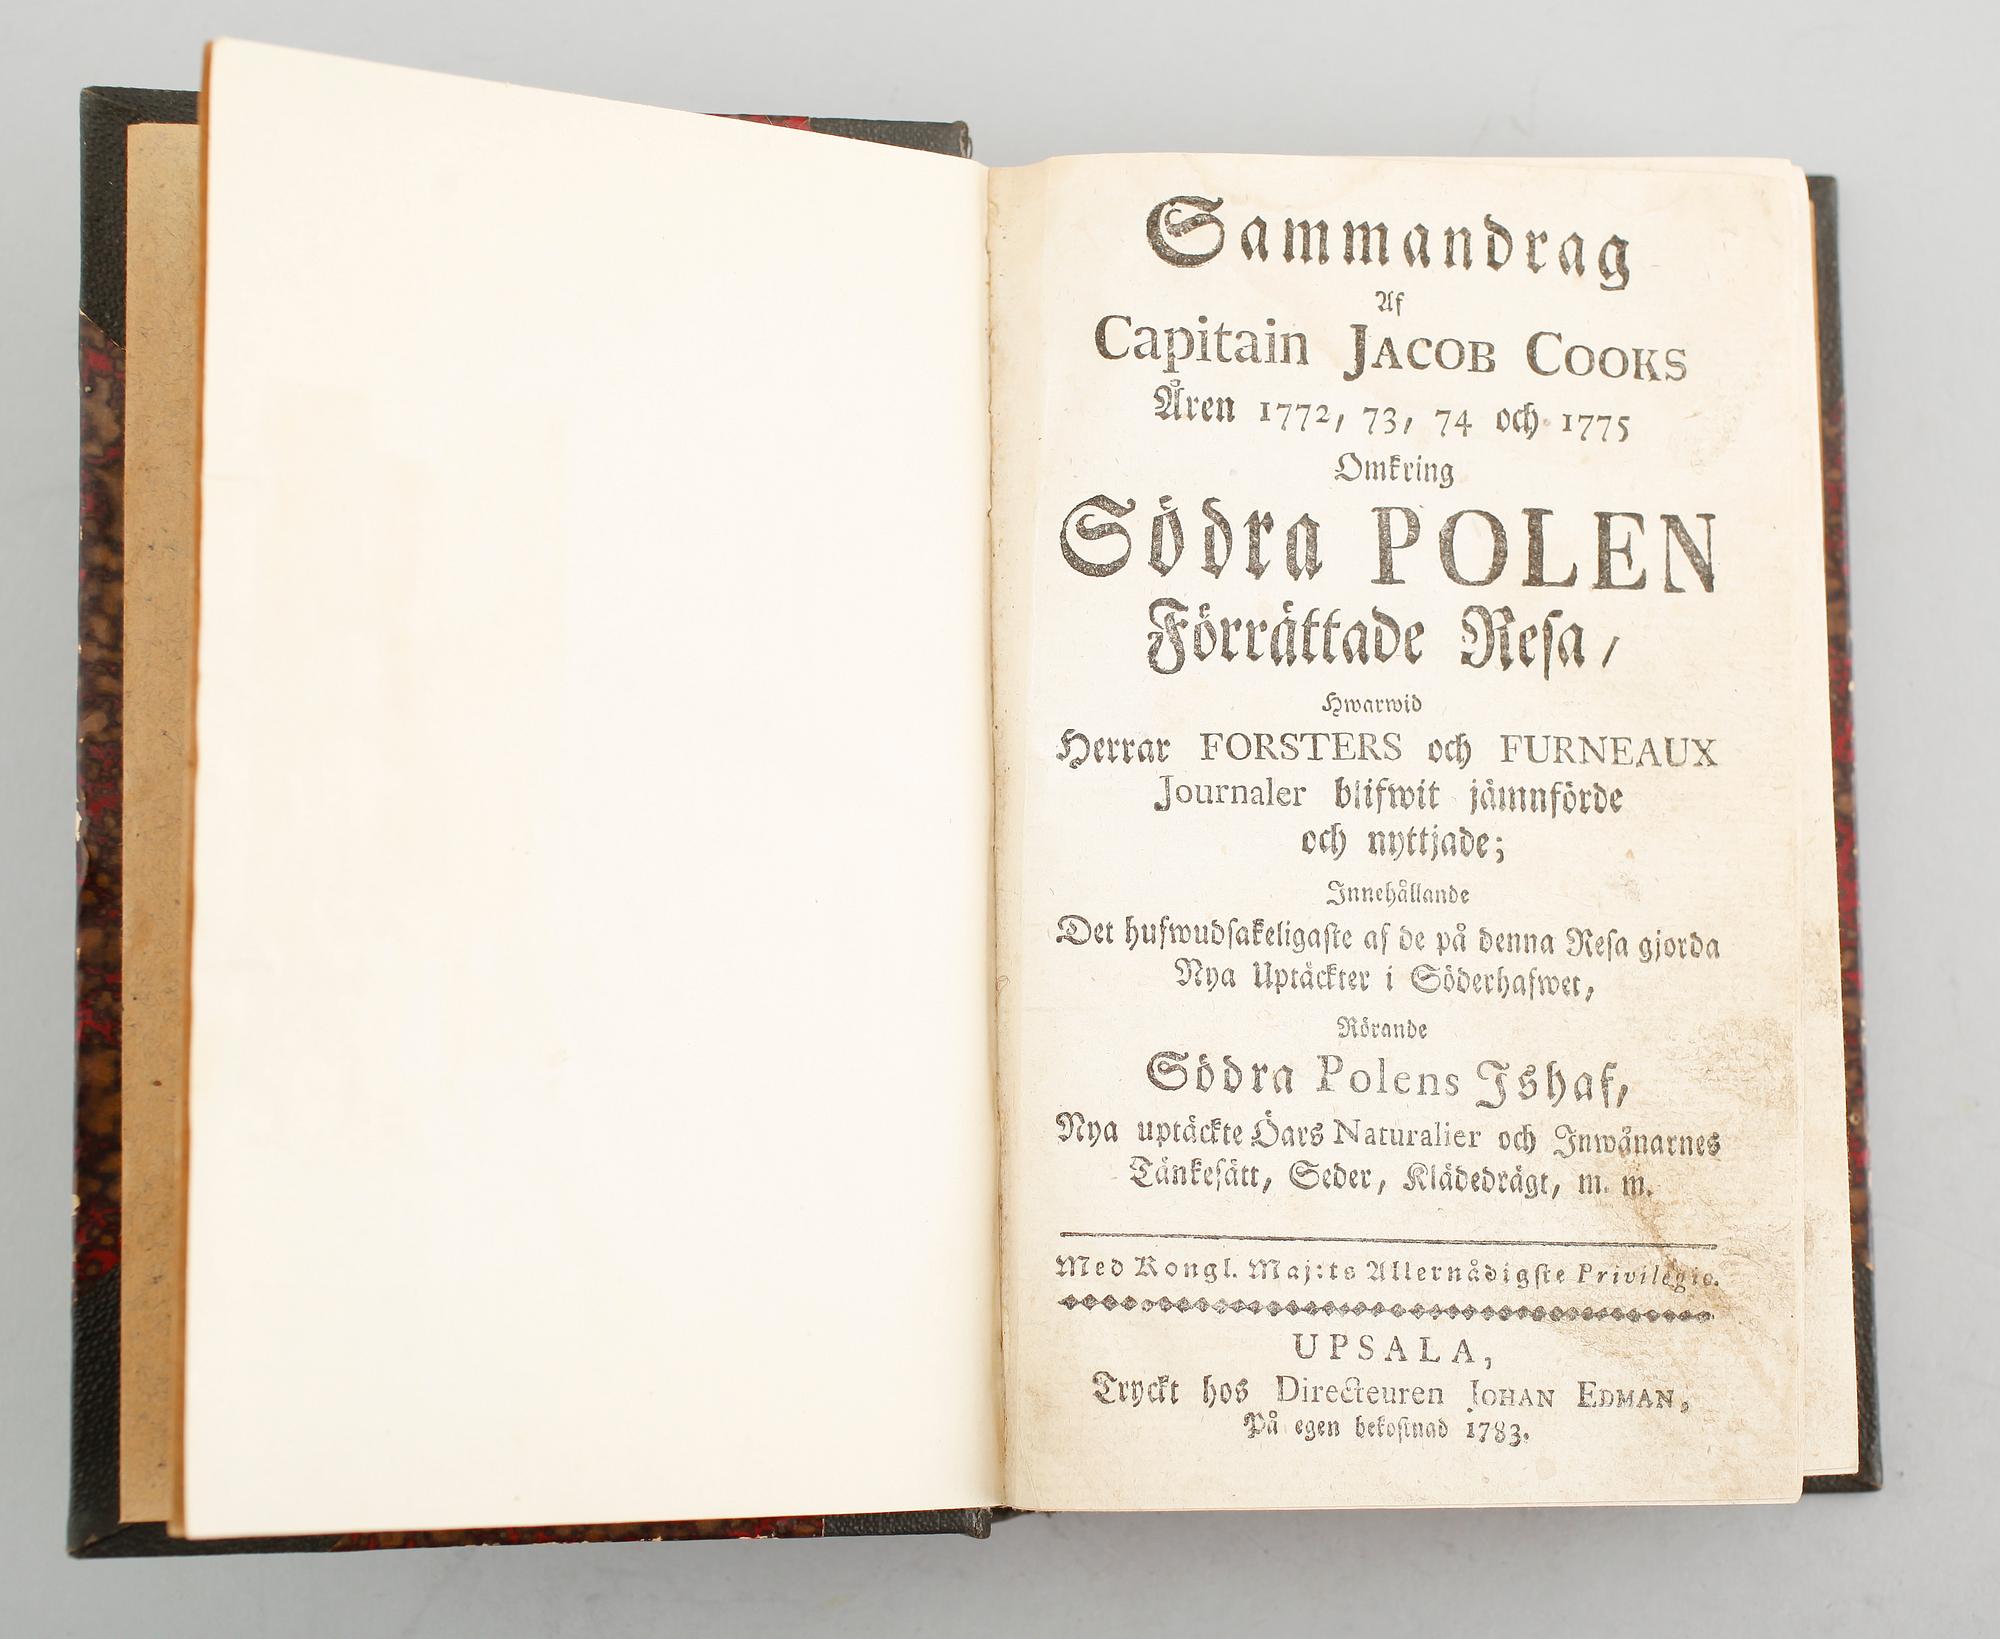 Sammandrag
Af
Capitain JACOB COOKS
Åren 1772, 73, 74 och 1775
Omkring
Södra POLEN
Förrättade Resa,
Hwarwid
Herrar FORSTERS och FURNEAUX
Journaler blifwit jämnförde
och nyttjade;
Innehållande
Det hufwudsakeligaste af de på denna Resa gjorda
Nya Uptäckter i Söderhafwet,
Rörande
Södra Polens Ishaf,
Nya uptäckte Öars Naturalier och Inwånarnes
Tänkesätt, Seder, Klädedrägt, m. m.
Med Kongl. Maj:ts Allernådigste Privilegio.
UPSALA,
Tryckt hos Directeuren JOHAN EDMAN,
På egen bekostnad 1783.